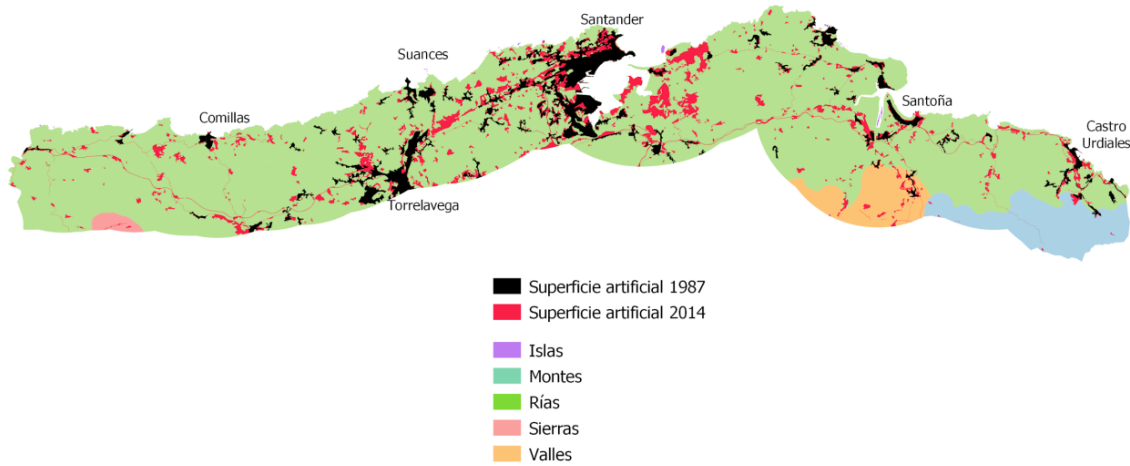 Santander
Suances
Comillas
Santoña
Castro
Urdiales
Torrelavega
Superficie artificial 1987
Superficie artificial 2014
Islas
Montes
Rías
Sierras
Valles